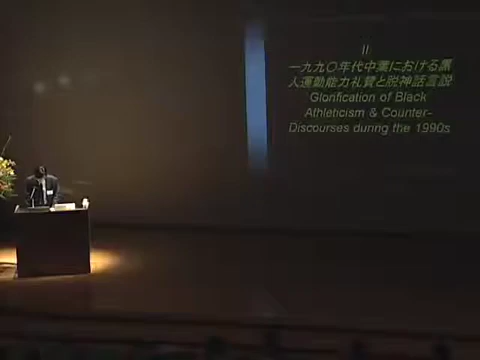 II
一九九〇年代中葉における黒
人運動能力礼賛と脱神話言説
Glorification of Black
Athleticism & Counter-
Discourses during the 1990s